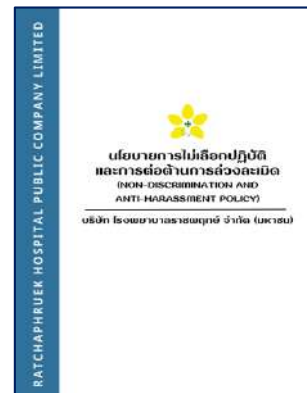 RATCHAPHRUEK HOSPITAL PUBLIC COMPANY LIMITED
นโยบายการไม่เลือกปฏิบัติ
และการต่อต้านการล่วงละเมิด
(NON-DISCRIMINATION AND
ANTI-HARASSMENT POLICY)
บริษัท โรงพยาบาลราชพฤกษ์ จำกัด (มหาชน)